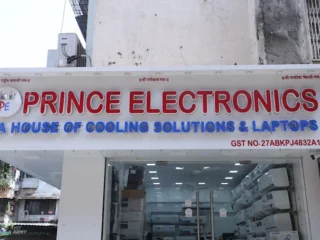 PRINCE ELECTRONICS
A HOUSE OF COOLING SOLUTIONS & LAPTOPS
GST NO-27ABKPJ4832A1